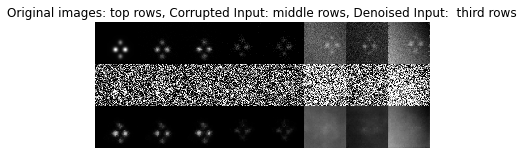 Original images: top rows, Corrupted Input: middle rows, Denoised Input:  third rows